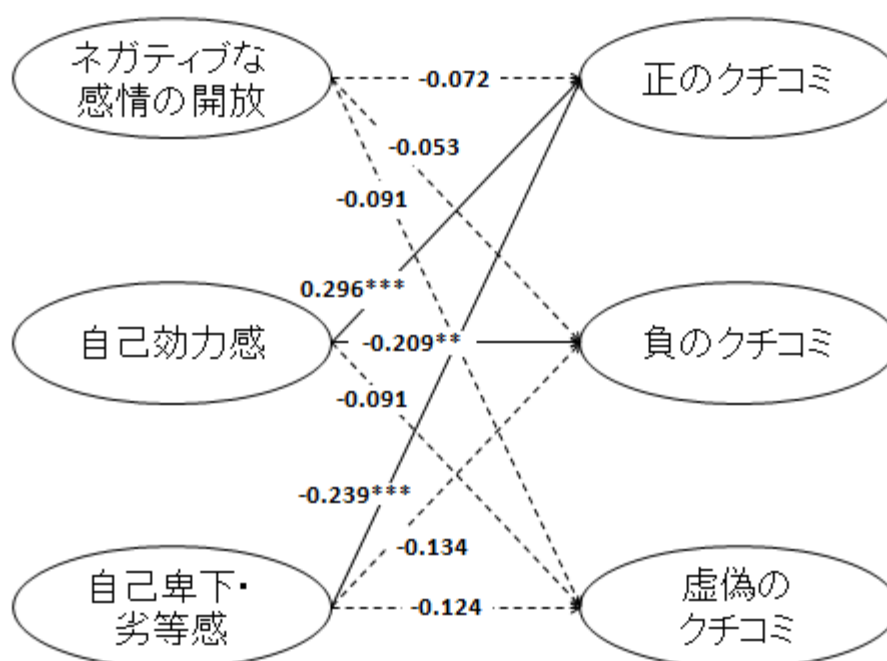 ネガティブな
感情の開放
-0.072
正のクチコミ
-0.053
-0.091
0.296***
自己効力感
-0.209**
負のクチコミ
-0.091
-0.239***
-0.134
自己卑下・
劣等感
-0.124
虚偽の
クチコミ